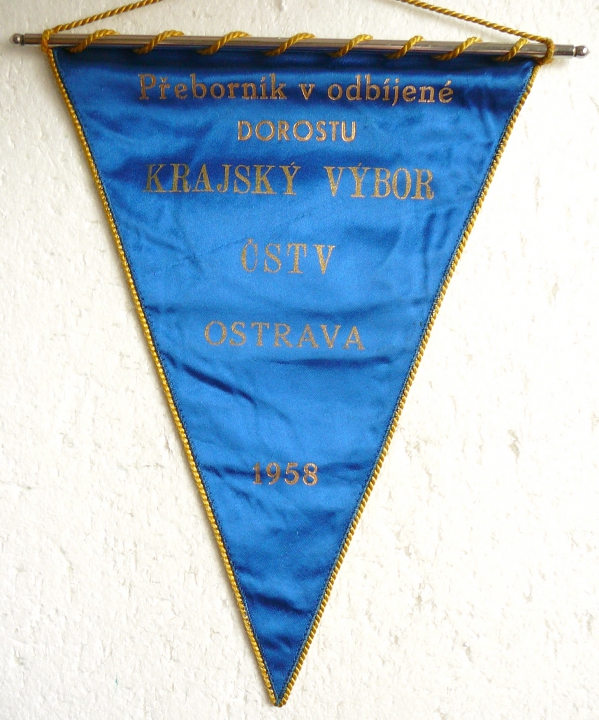 Přeborník v odbíjené
DOROSTU
KRAJSKÝ VÝBOR
ČSTV
OSTRAVA
1958